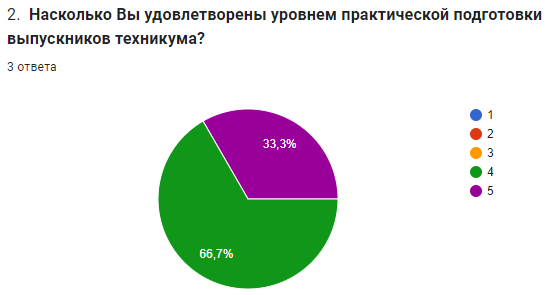 2. Насколько Вы удовлетворены уровнем практической подготовки
выпускников техникума?
3 ответа
33,3%
66,7%
1
2
3
4
5